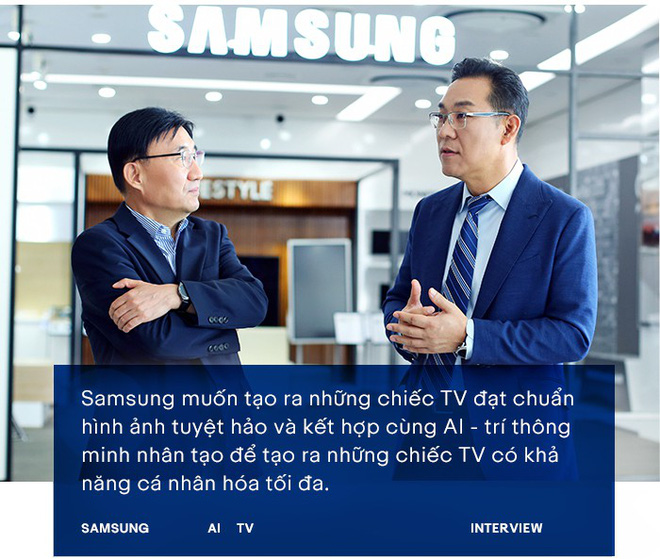 SAMSUNG
ESTYLE
Samsung muốn tạo ra những chiếc TV đạt chuẩn
hình ảnh tuyệt hảo và kết hợp cùng AI - trí thông
minh nhân tạo để tạo ra những chiếc TV có khả
năng cá nhân hóa tối đa.
SAMSUNG AI TV INTERVIEW